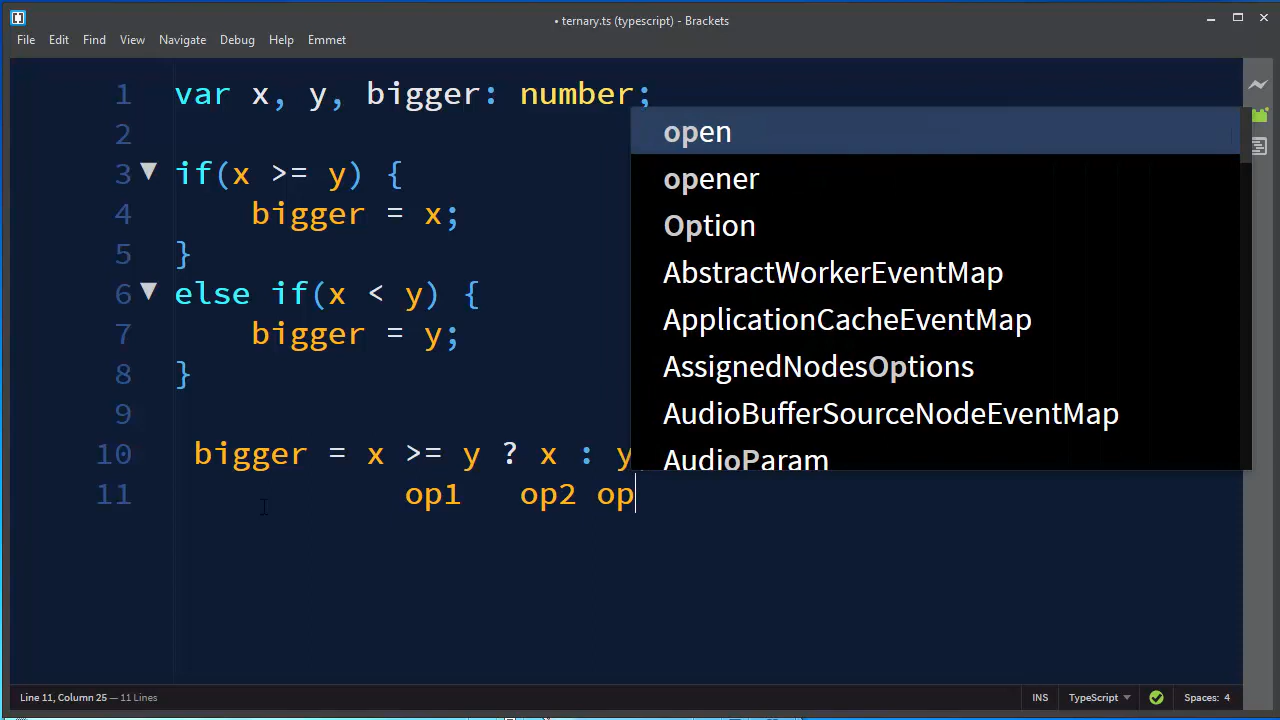 • ternary.ts (typescript) - Brackets
File Edit Find View Navigate Debug Help Emmet
1 var x, y, bigger: number;
2
3 if(x >= y) {
4 bigger = x;
5 }
6 else if(x < y) {
7 bigger = y;
8 }
9
10 bigger = x >= y ? x : y
11 op1 op2 op
open
opener
Option
AbstractWorkerEventMap
ApplicationCacheEventMap
AssignedNodesOptions
AudioBufferSourceNodeEventMap
AudioParam
Line 11, Column 25 — 11 Lines INS TypeScript Spaces: 4